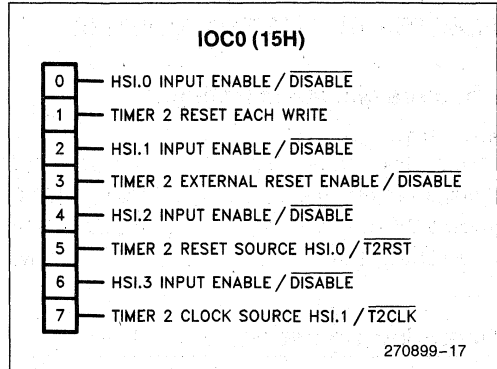 IOC0 (15H)
0 HSI.0 INPUT ENABLE / DISABLE
1 TIMER 2 RESET EACH WRITE
2 HSI.1 INPUT ENABLE / DISABLE
3 TIMER 2 EXTERNAL RESET ENABLE / DISABLE
4 HSI.2 INPUT ENABLE / DISABLE
5 TIMER 2 RESET SOURCE HSI.0 / T2RST
6 HSI.3 INPUT ENABLE / DISABLE
7 TIMER 2 CLOCK SOURCE HSI.1 / T2CLK
270899-17